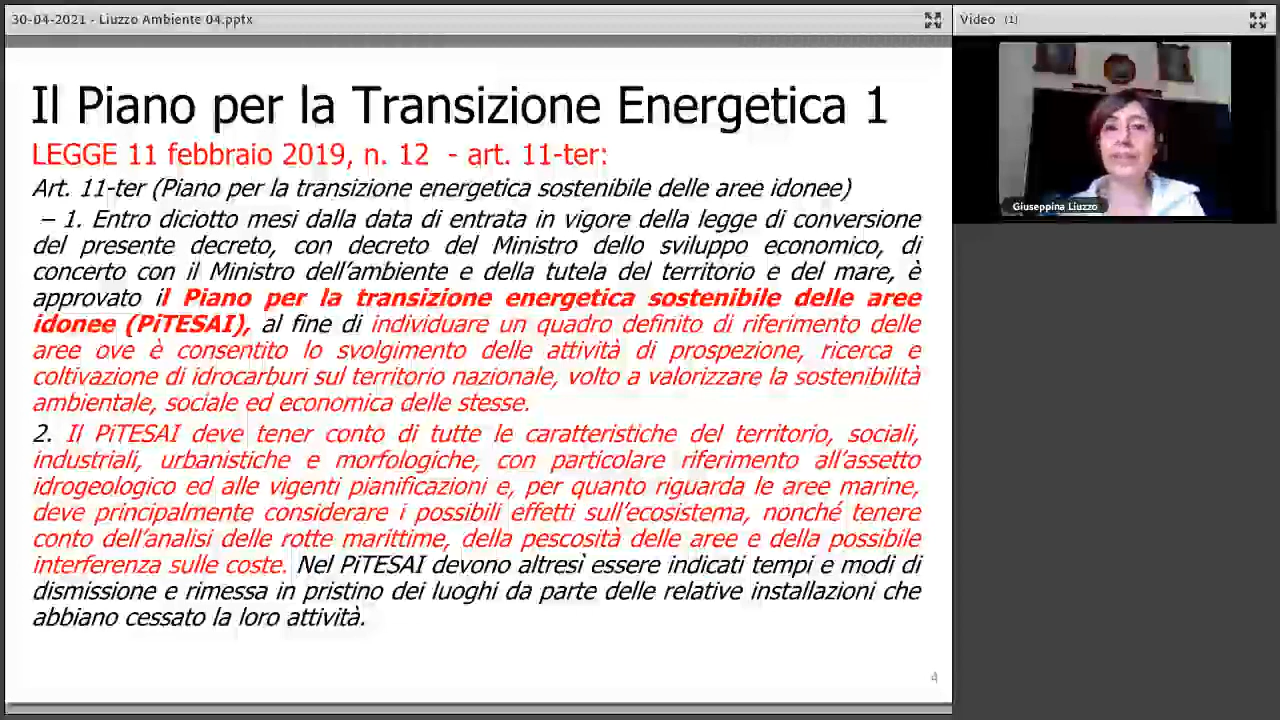 30-04-2021 - Liuzzo Ambiente 04.pptx
Video (1)
Il Piano per la Transizione Energetica 1
LEGGE 11 febbraio 2019, n. 12 - art. 11-ter:
Art. 11-ter (Piano per la transizione energetica sostenibile delle aree idonee)
– 1. Entro diciotto mesi dalla data di entrata in vigore della legge di conversione
del presente decreto, con decreto del Ministro dello sviluppo economico, di
concerto con il Ministro dell'ambiente e della tutela del territorio e del mare, è
approvato il Piano per la transizione energetica sostenibile delle aree
idonee (PiTESAI), al fine di individuare un quadro definito di riferimento delle
aree ove è consentito lo svolgimento delle attività di prospezione, ricerca e
coltivazione di idrocarburi sul territorio nazionale, volto a valorizzare la sostenibilità
ambientale, sociale ed economica delle stesse.
2. Il PiTESAI deve tener conto di tutte le caratteristiche del territorio, sociali,
industriali, urbanistiche e morfologiche, con particolare riferimento all'assetto
idrogeologico ed alle vigenti pianificazioni e, per quanto riguarda le aree marine,
deve principalmente considerare i possibili effetti sull'ecosistema, nonché tenere
conto dell'analisi delle rotte marittime, della pescosità delle aree e della possibile
interferenza sulle coste. Nel PiTESAI devono altresì essere indicati tempi e modi di
dismissione e rimessa in pristino dei luoghi da parte delle relative installazioni che
abbiano cessato la loro attività.
4
Giuseppina Liuzzo